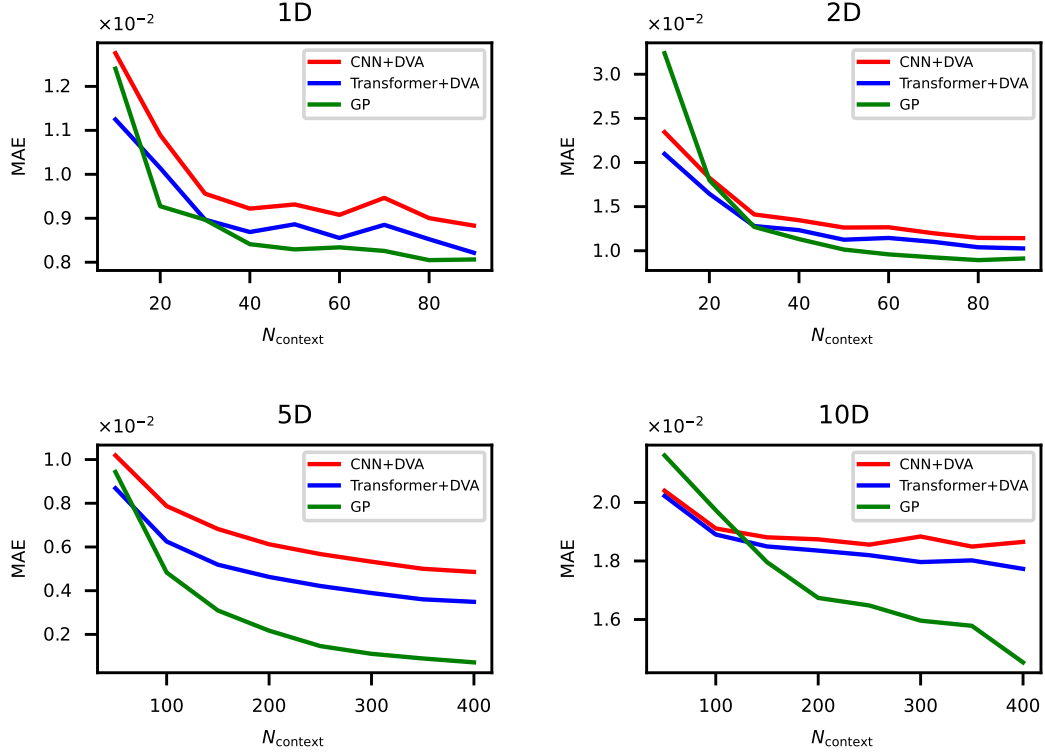 1D
×10⁻²
MAE
1.2
1.1
1.0
0.9
0.8
CNN+DVA
Transformer+DVA
GP
20 40 60 80
N_context
2D
×10⁻²
MAE
3.0
2.5
2.0
1.5
1.0
CNN+DVA
Transformer+DVA
GP
20 40 60 80
N_context
5D
×10⁻²
MAE
1.0
0.8
0.6
0.4
0.2
CNN+DVA
Transformer+DVA
GP
100 200 300 400
N_context
10D
×10⁻²
MAE
2.0
1.8
1.6
CNN+DVA
Transformer+DVA
GP
100 200 300 400
N_context